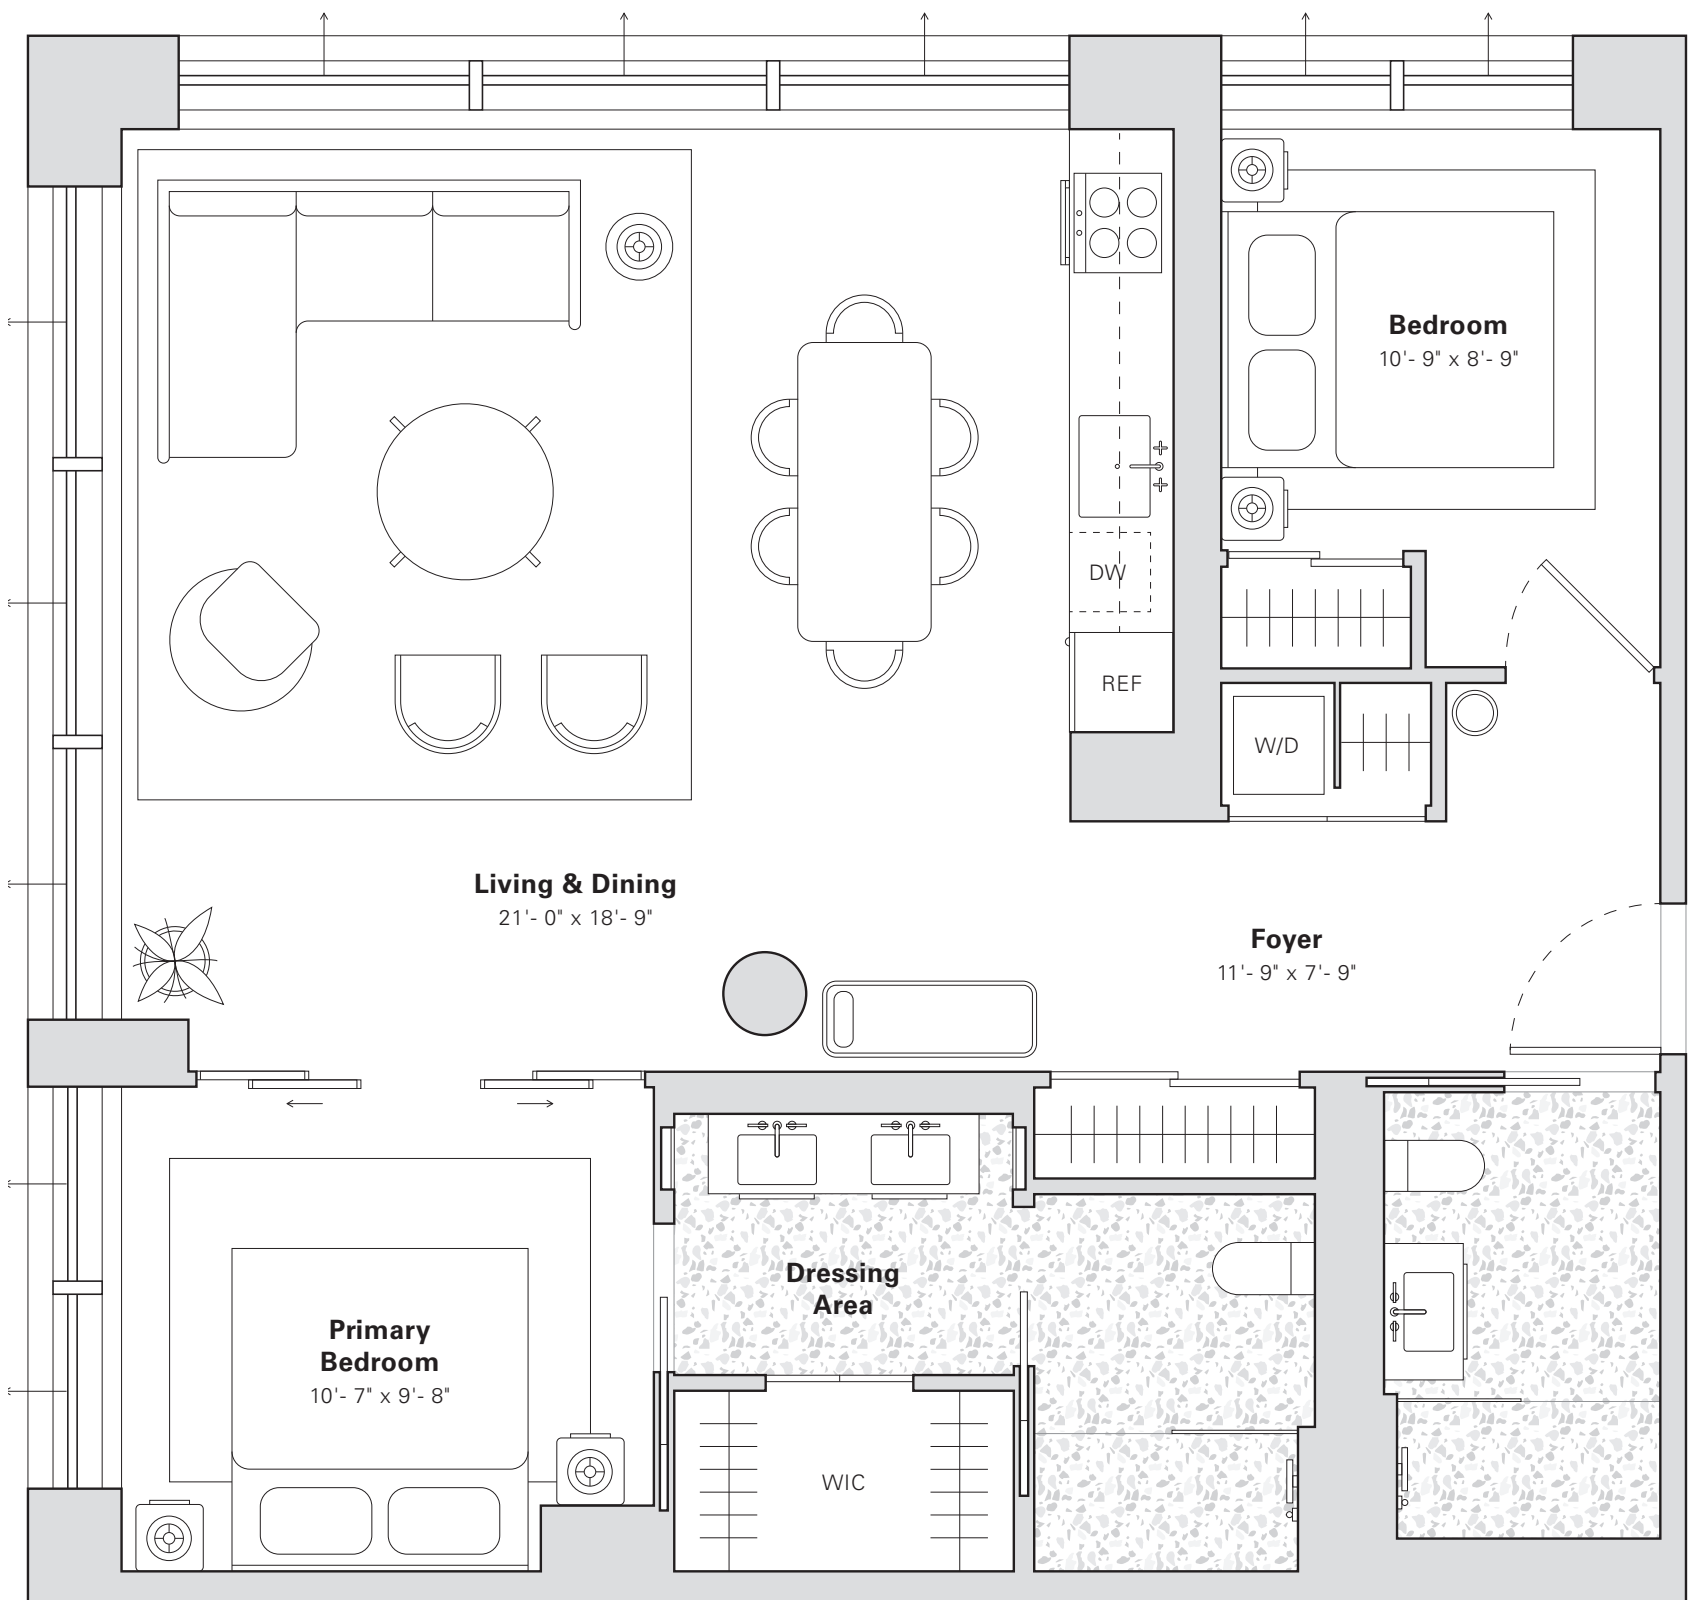 Bedroom
10'- 9" x 8'- 9"
DW
REF
W/D
Living & Dining
21'- 0" x 18'- 9"
Foyer
11'- 9" x 7'- 9"
Dressing
Area
Primary
Bedroom
10'- 7" x 9'- 8"
WIC